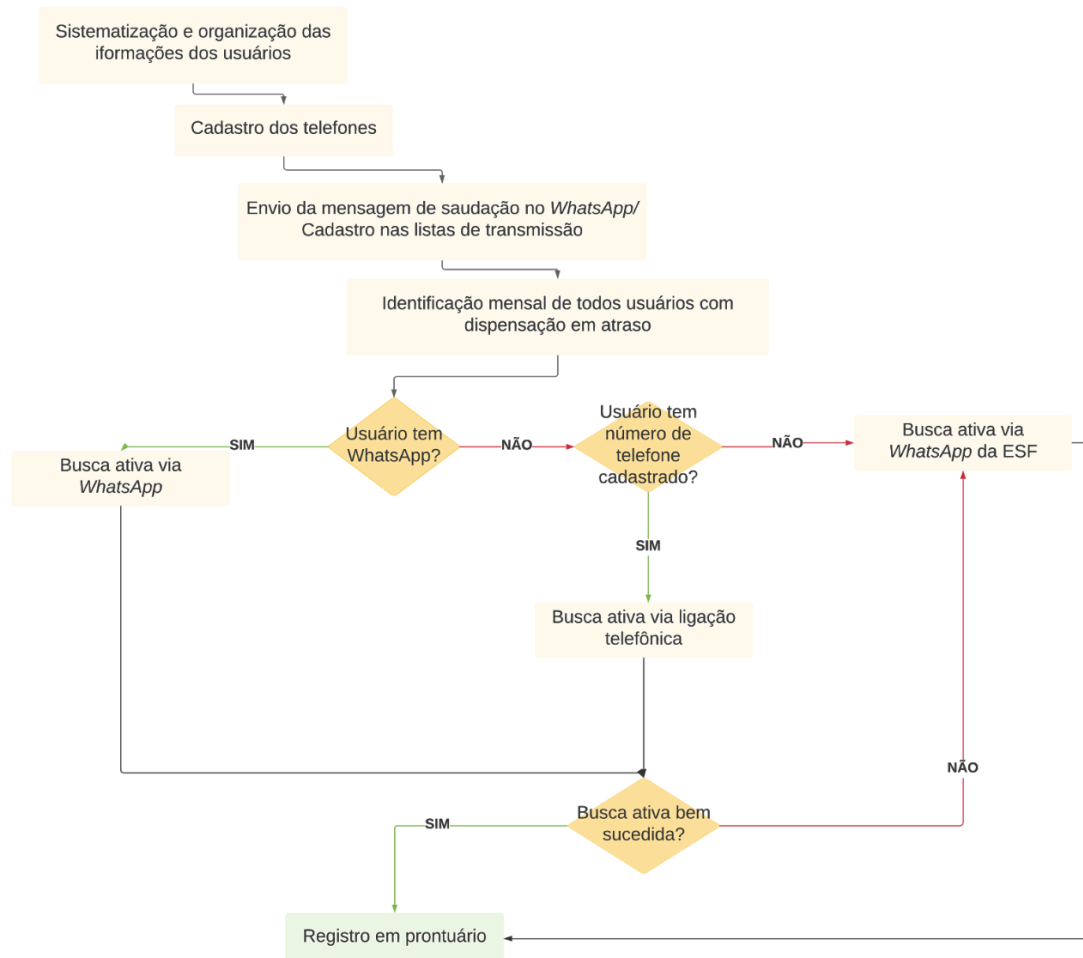 Sistematização e organização das
iformações dos usuários
Cadastro dos telefones
Envio da mensagem de saudação no WhatsApp/
Cadastro nas listas de transmissão
Identificação mensal de todos usuários com
dispensação em atraso
Usuário tem
WhatsApp?
SIM
NÃO
Busca ativa via
WhatsApp
Usuário tem
número de
telefone
cadastrado?
NÃO
Busca ativa via
WhatsApp da ESF
SIM
Busca ativa via ligação
telefônica
Busca ativa bem
sucedida?
NÃO
SIM
Registro em prontuário